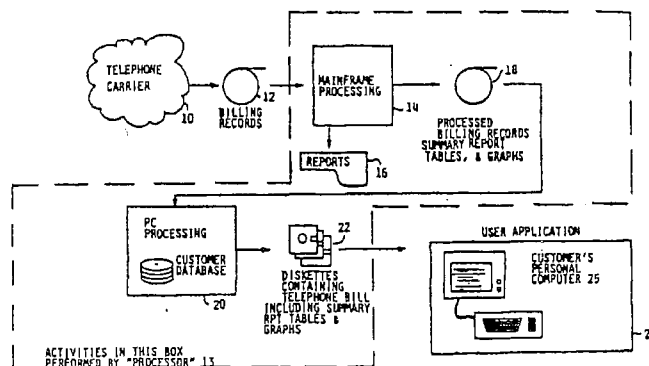 TELEPHONE
CARRIER
10
12
BILLING
RECORDS
MAINFRAME
PROCESSING
14
REPORTS
16
18
PROCESSED
BILLING RECORDS
SUMMARY REPORT
TABLES, & GRAPHS
PC
PROCESSING
CUSTOMER
DATABASE
20
22
DISKETTES
CONTAINING
TELEPHONE BILL
INCLUDING SUMMARY
RPT TABLES &
GRAPHS
USER APPLICATION
CUSTOMER'S
PERSONAL
COMPUTER 25
ACTIVITIES IN THIS BOX
PERFORMED BY "PROCESSOR" 13